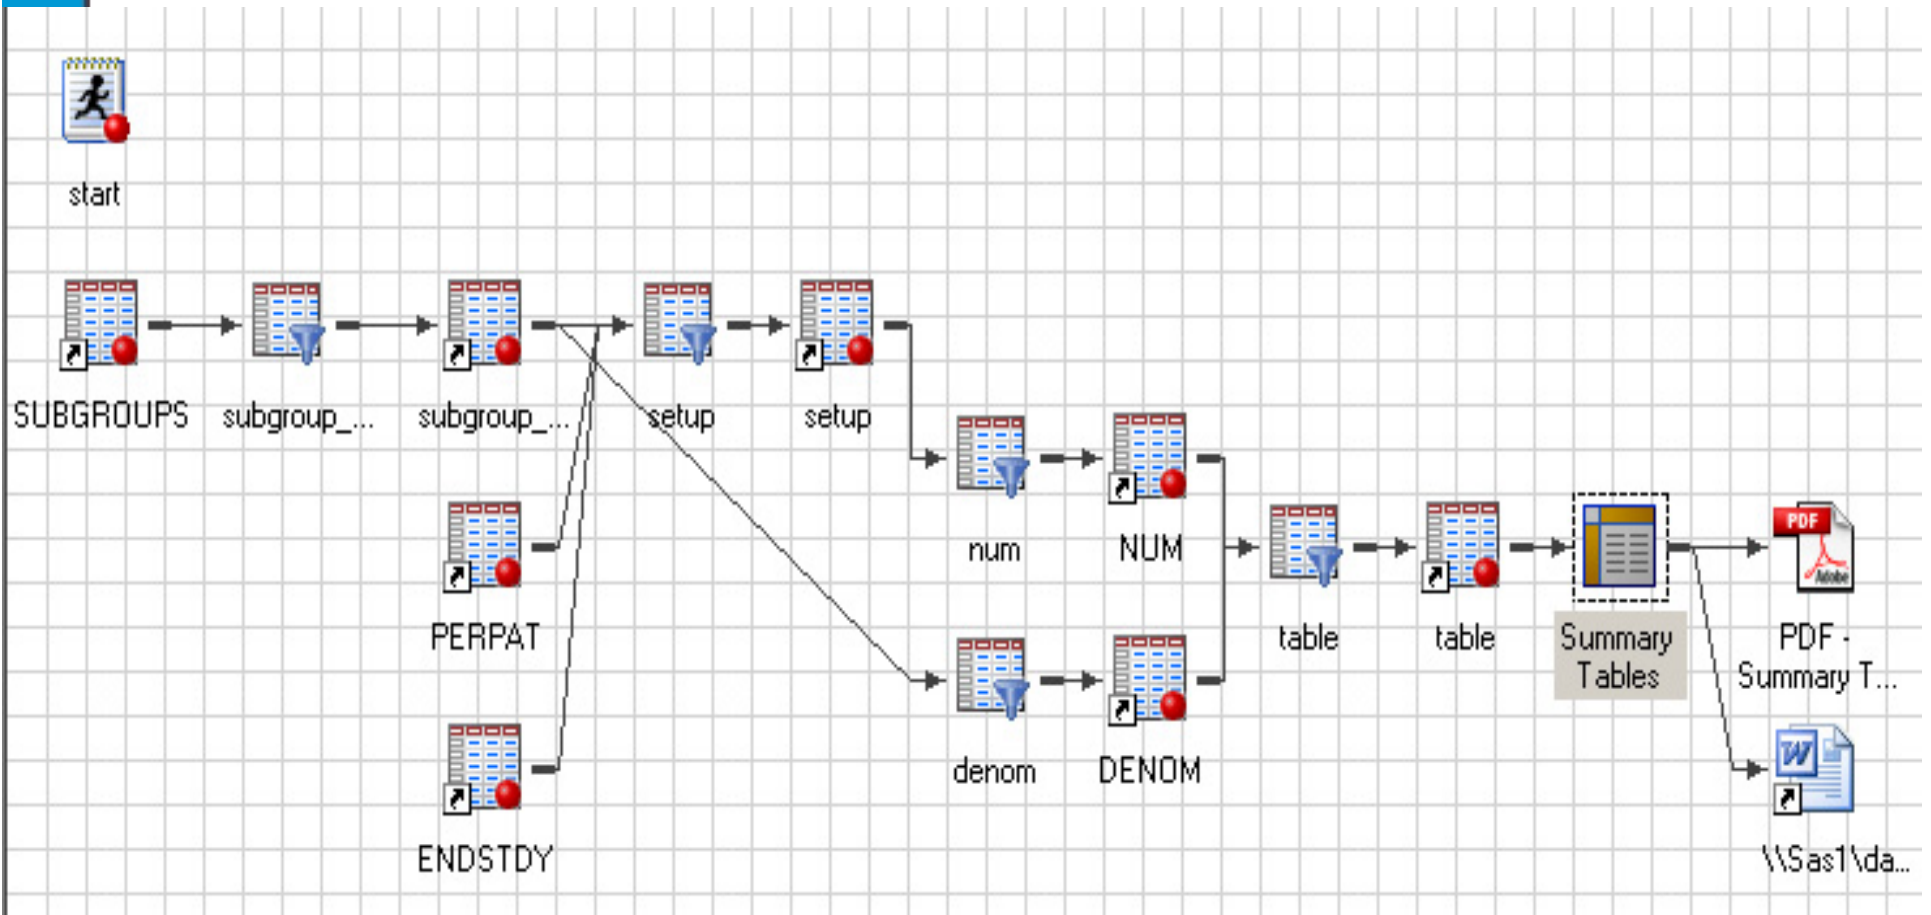 start
SUBGROUPS
subgroup_...
subgroup_...
setup
setup
num
NUM
PERPAT
table
table
Summary
Tables
PDF
Adobe
PDF -
Summary T...
denom
DENOM
W
ENDSTDY
\\Sas1\da...